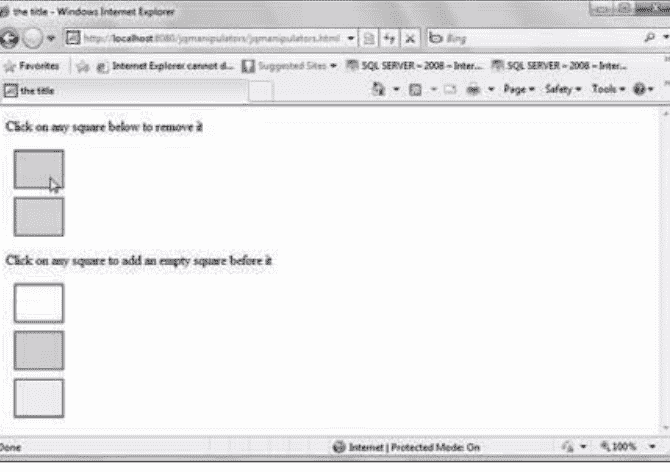 the title - Windows Internet Explorer
http://localhost:8080/jqmanipulators/jqmanipulators.html
Bing
Favorites Internet Explorer cannot d... Suggested Sites SQL SERVER – 2008 – Inter... SQL SERVER – 2008 – Inter...
the title Page Safety Tools
Click on any square below to remove it
Click on any square to add an empty square before it
Done Internet | Protected Mode: On 100%